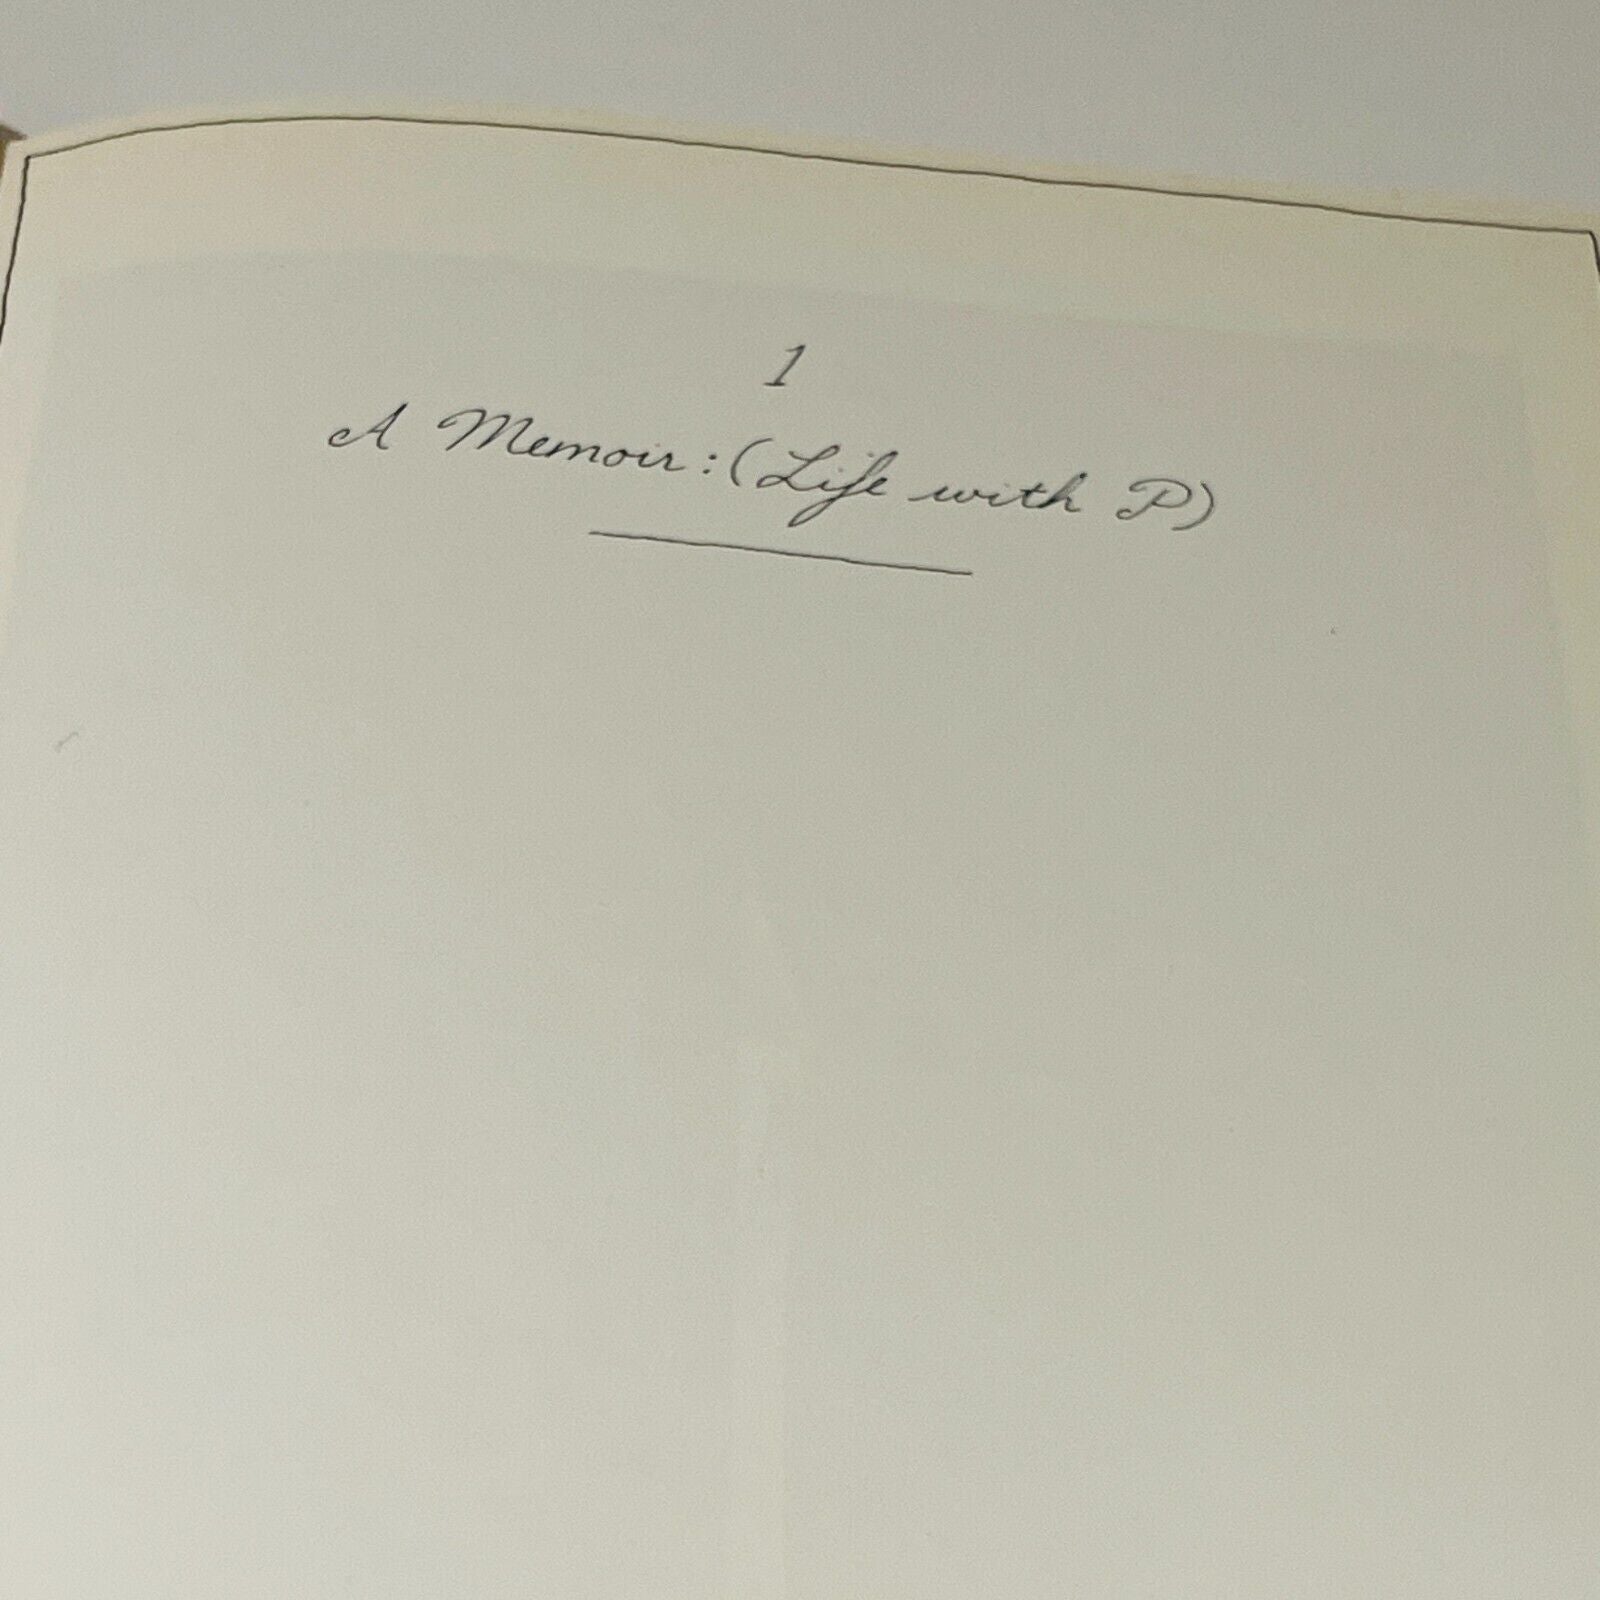 1
A Memoir: (Life with P)